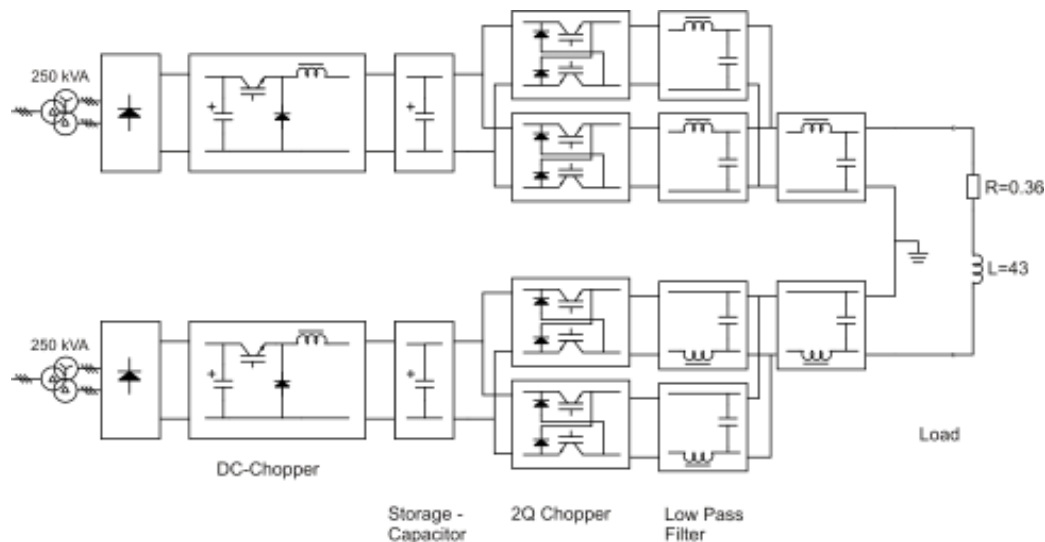 250 kVA
R=0.36
L=43
250 kVA
Load
DC-Chopper
Storage -
Capacitor
2Q Chopper
Low Pass
Filter